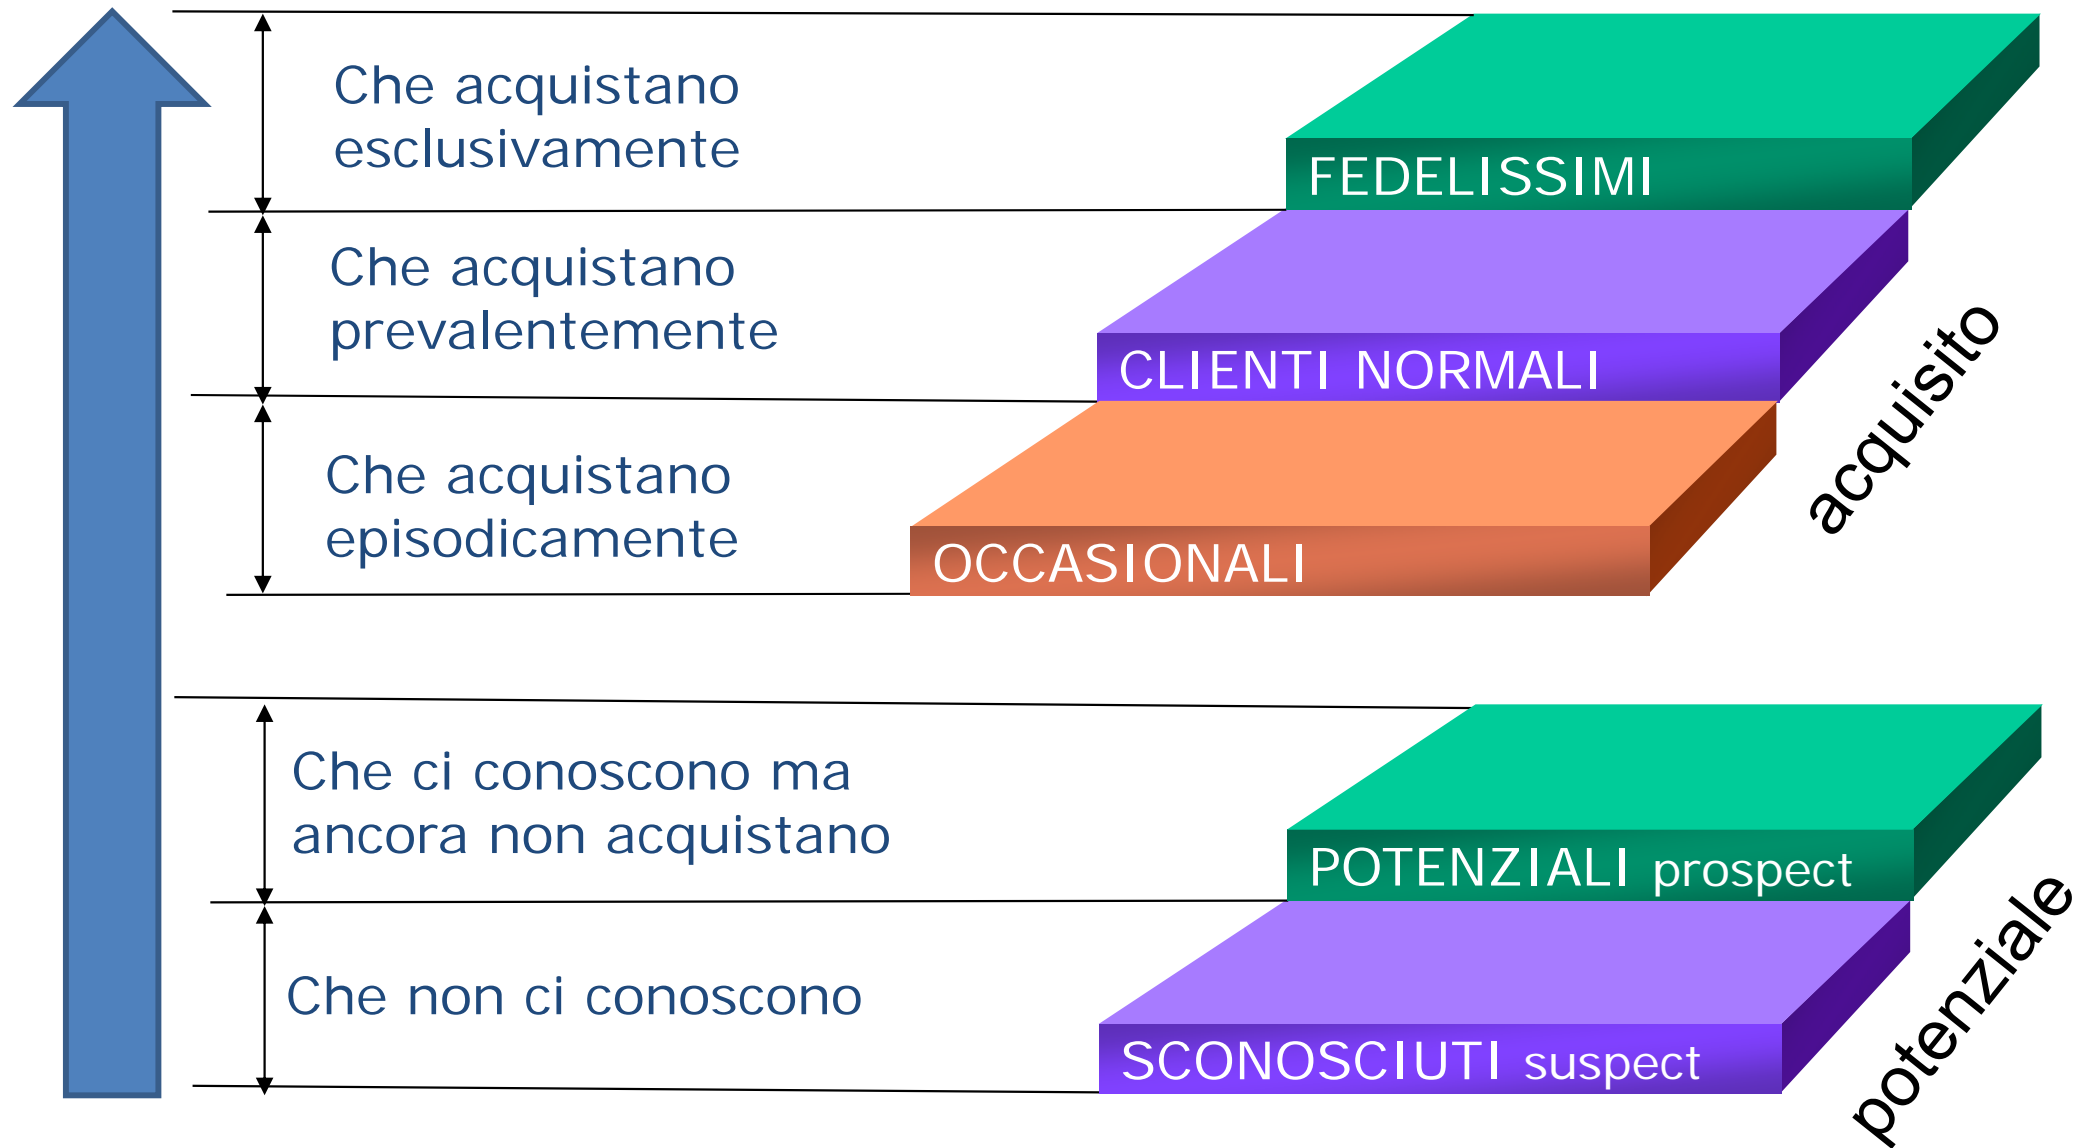 Che acquistano
esclusivamente
FEDELISSIMI
Che acquistano
prevalentemente
CLIENTI NORMALI
acquisito
Che acquistano
episodicamente
OCCASIONALI
Che ci conoscono ma
ancora non acquistano
POTENZIALI prospect
Che non ci conoscono
SCONOSCIUTI suspect
potenziale